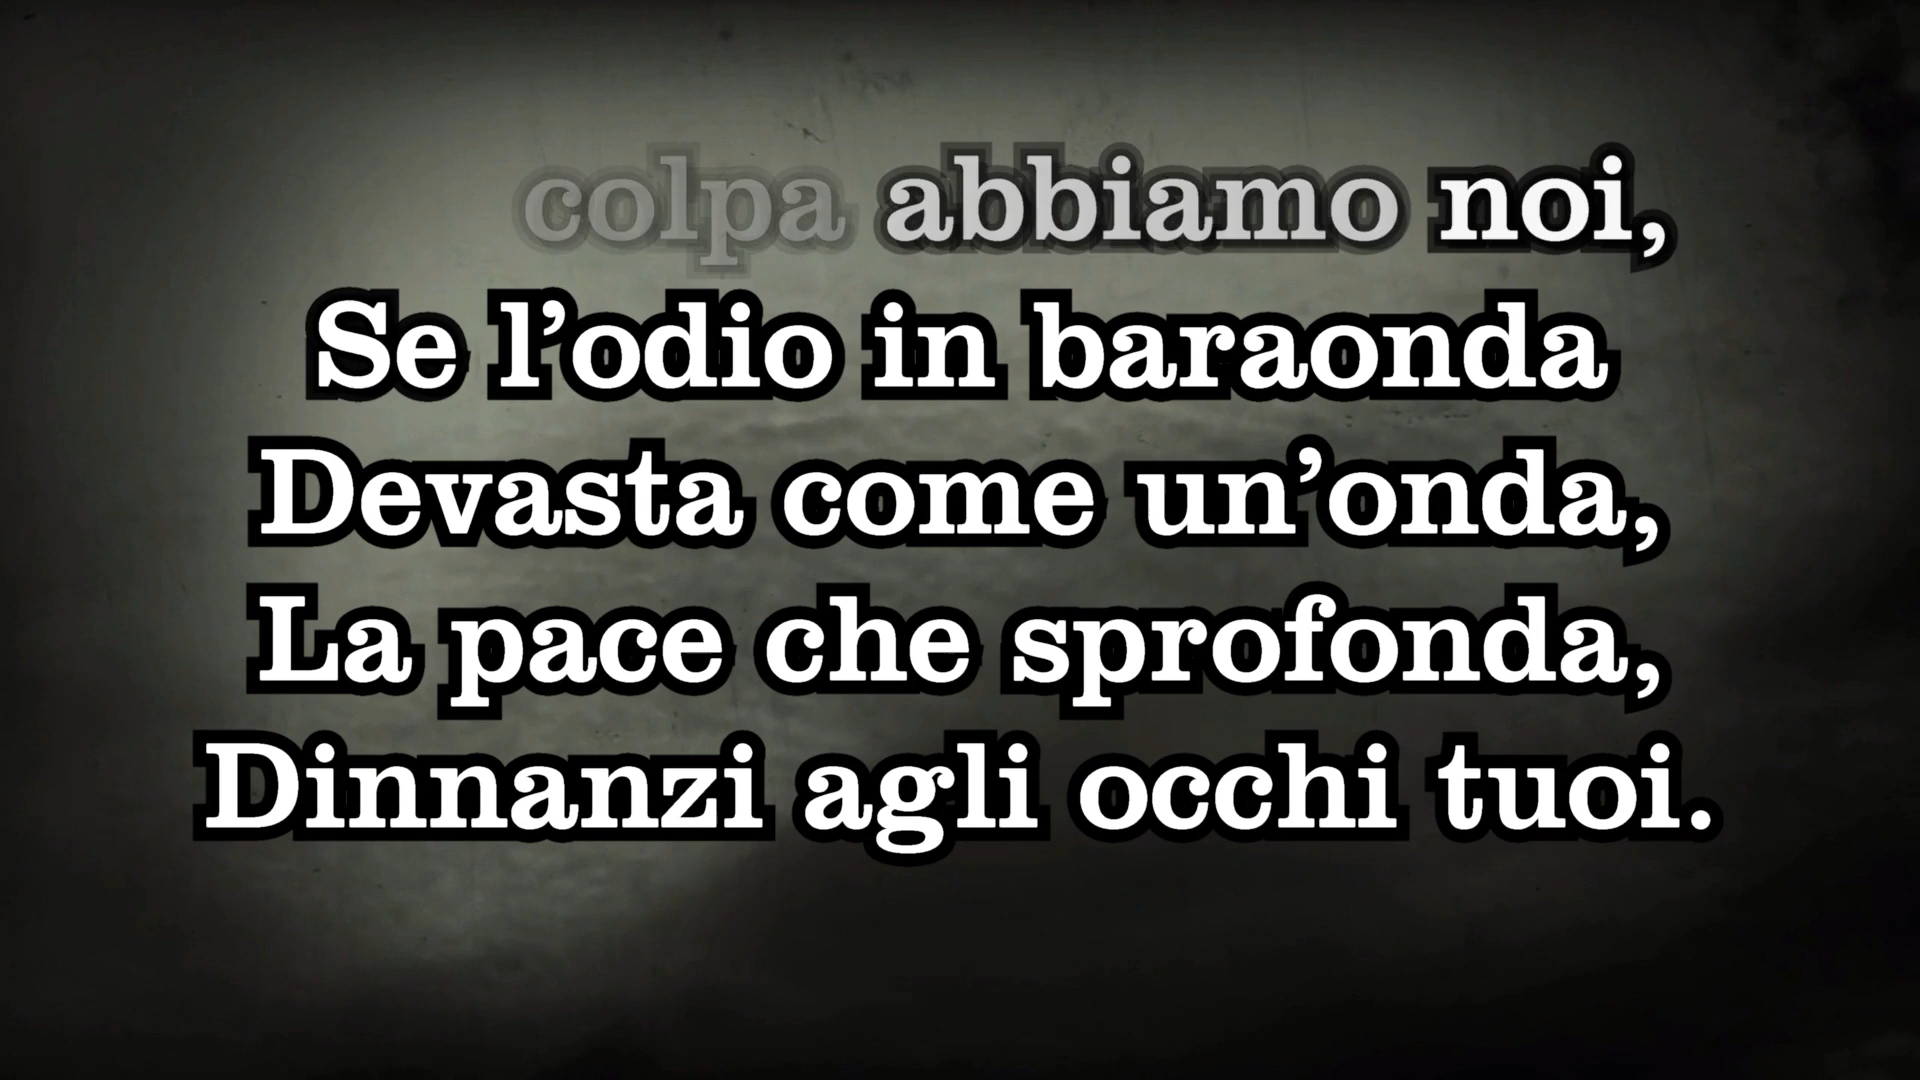 colpa abbiamo noi,
Se l’odio in baraonda
Devasta come un’onda,
La pace che sprofonda,
Dinnanzi agli occhi tuoi.